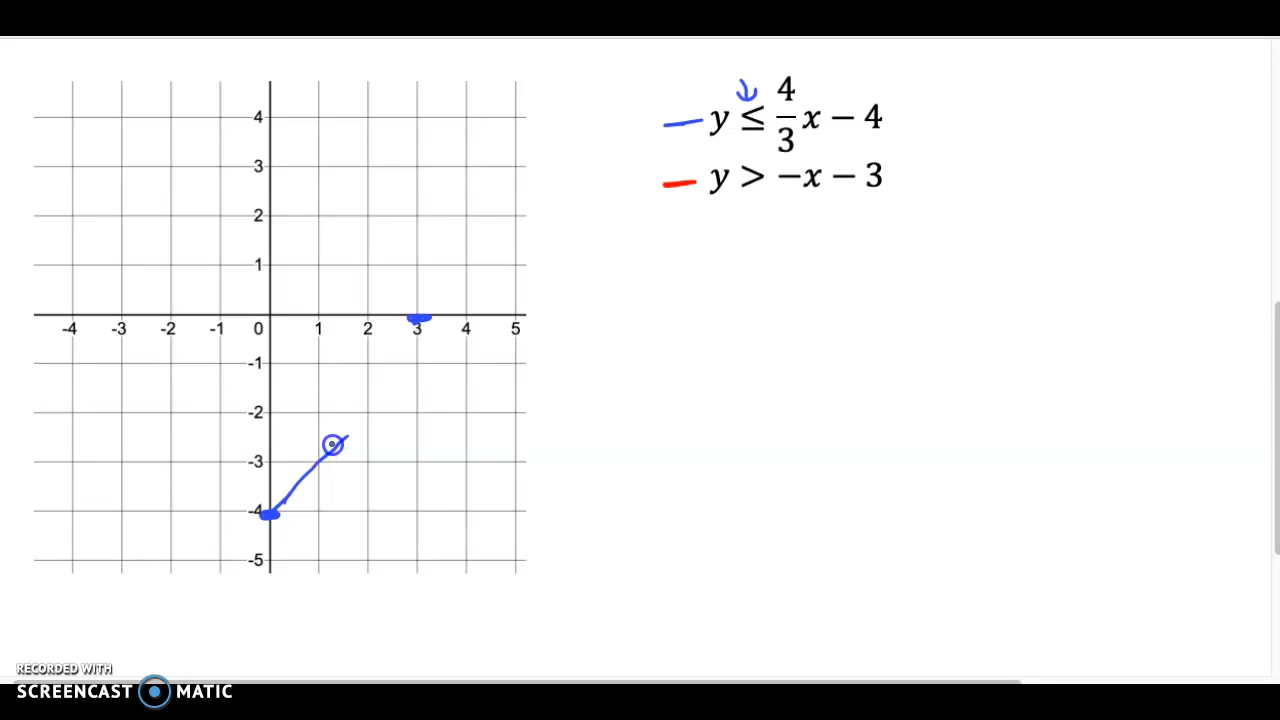 y ≤ 4/3 x − 4
y > −x − 3
4
3
2
1
-4 -3 -2 -1 0 1 2 3 4 5
-1
-2
-3
-4
-5
RECORDED WITH
SCREENCAST MATIC